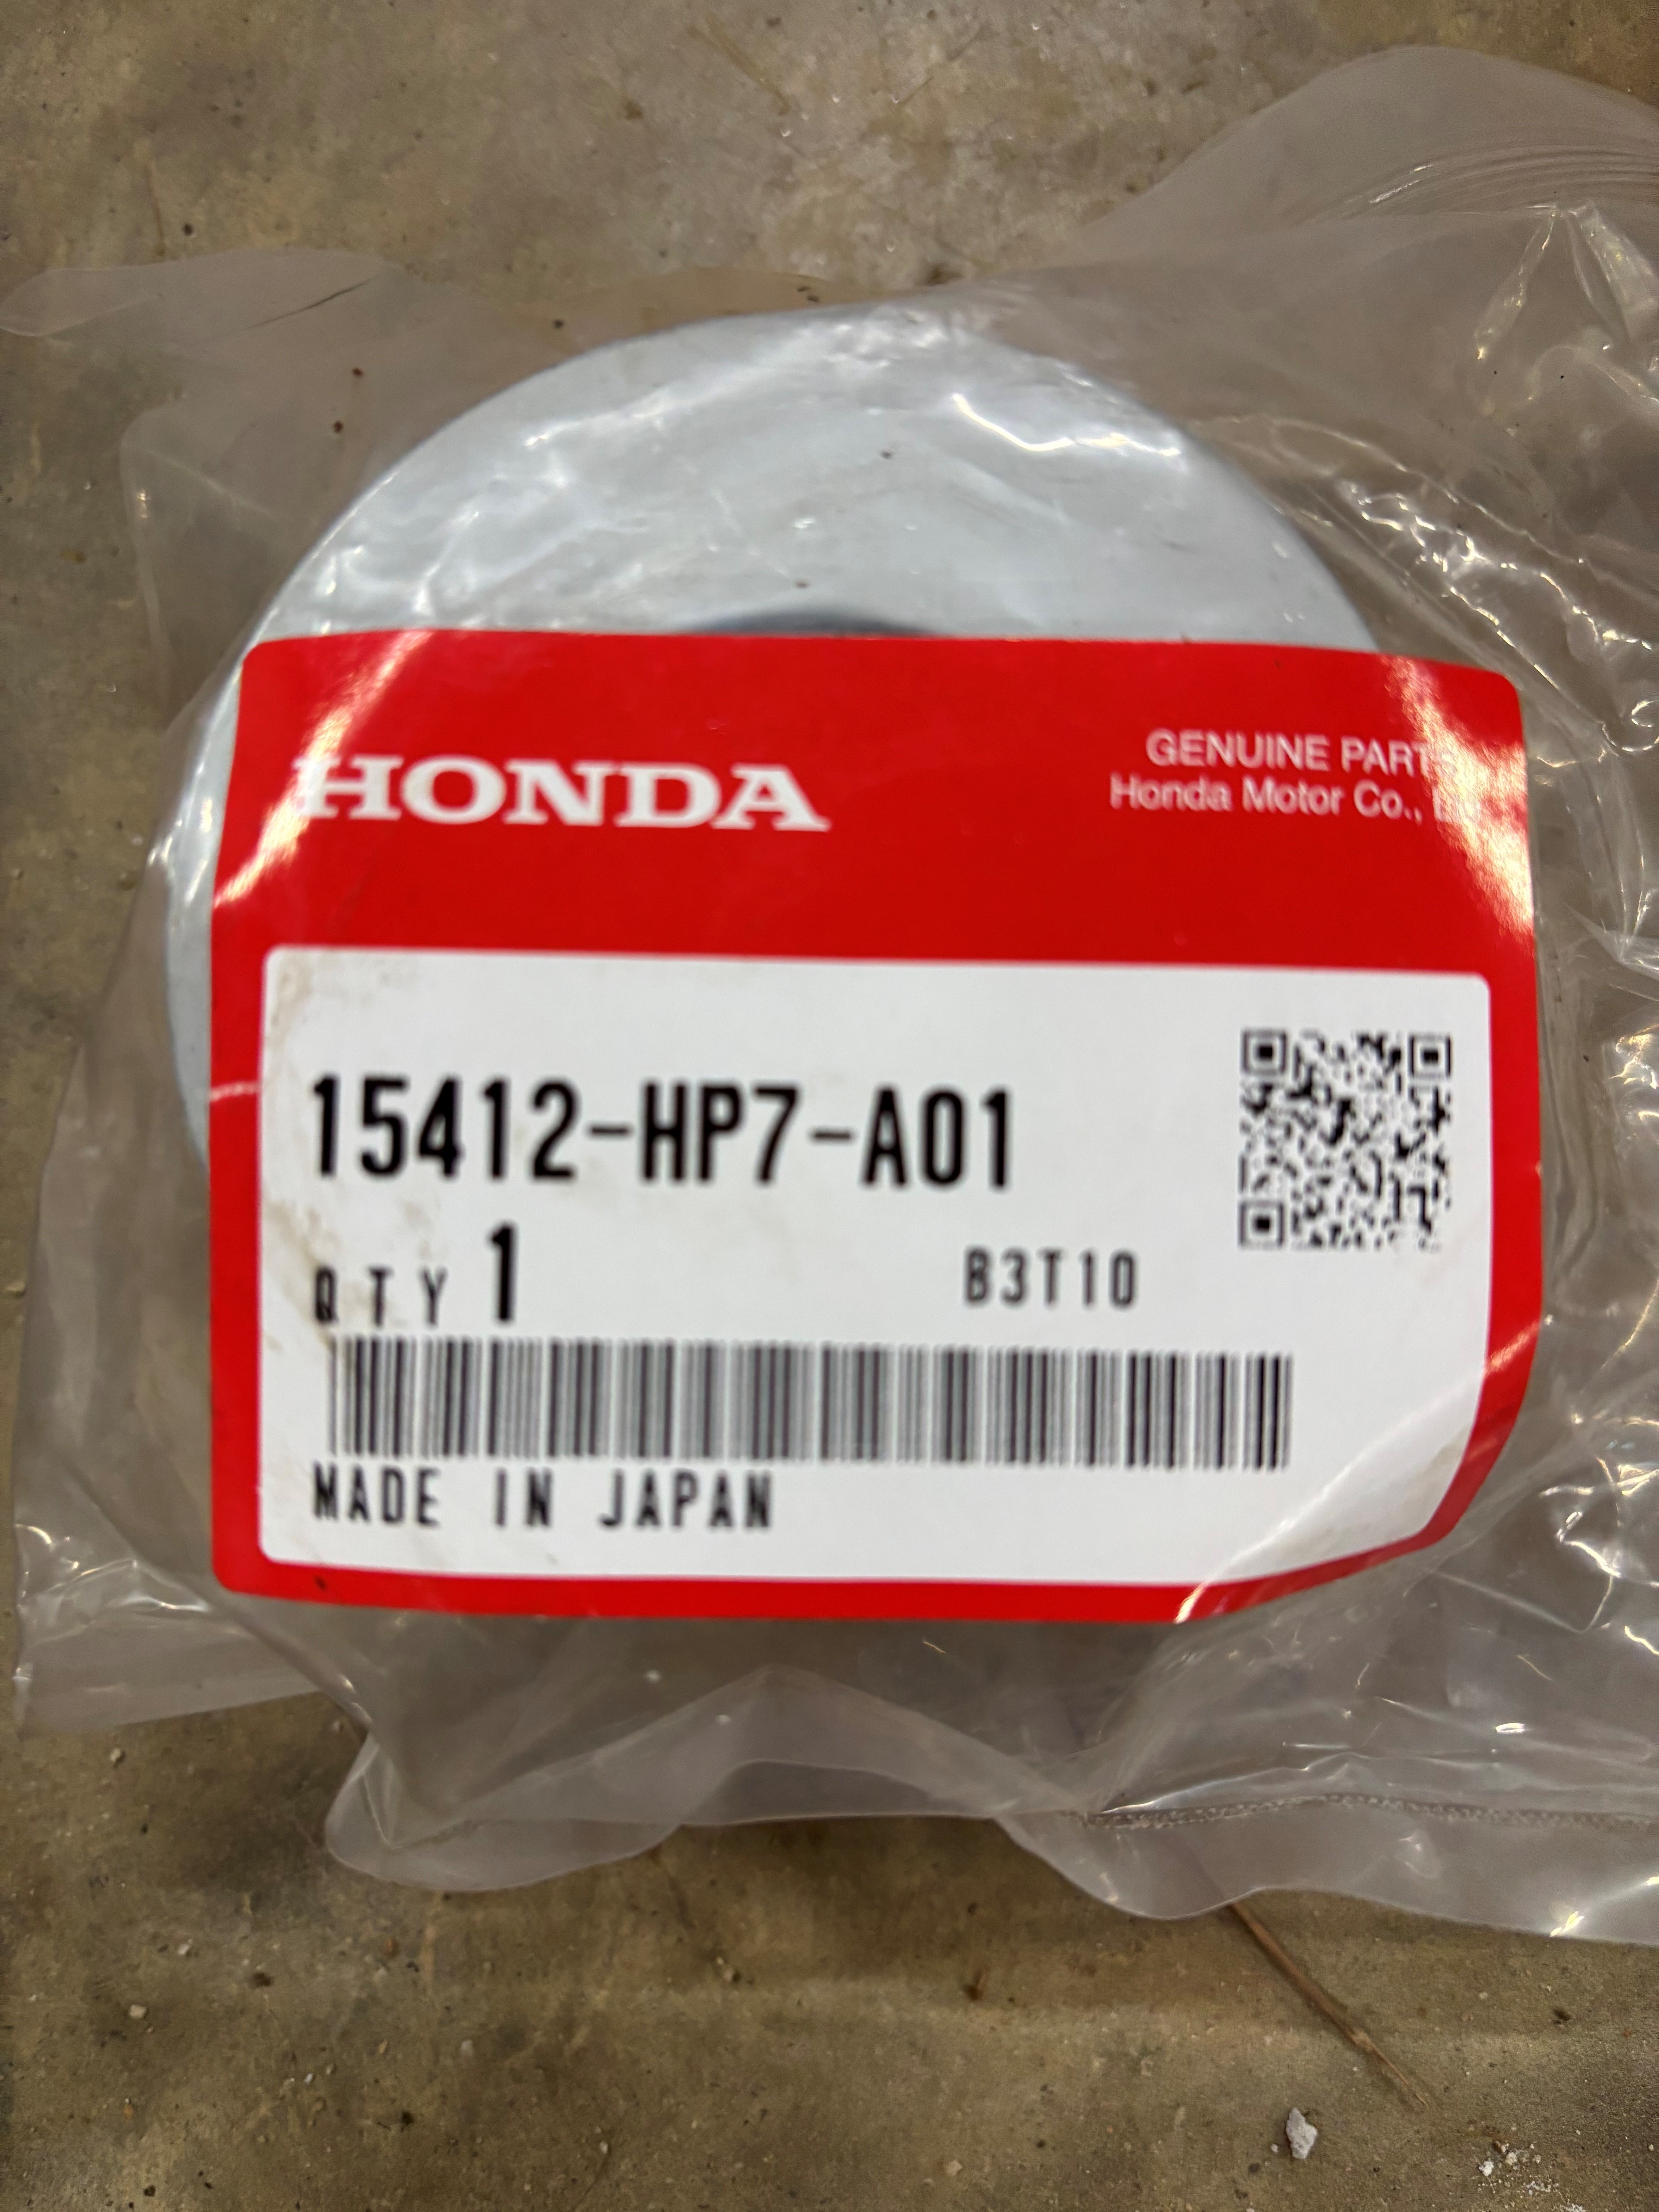 HONDA
GENUINE PARTS
Honda Motor Co.,
15412-HP7-A01
QTY 1
B3T10
MADE IN JAPAN